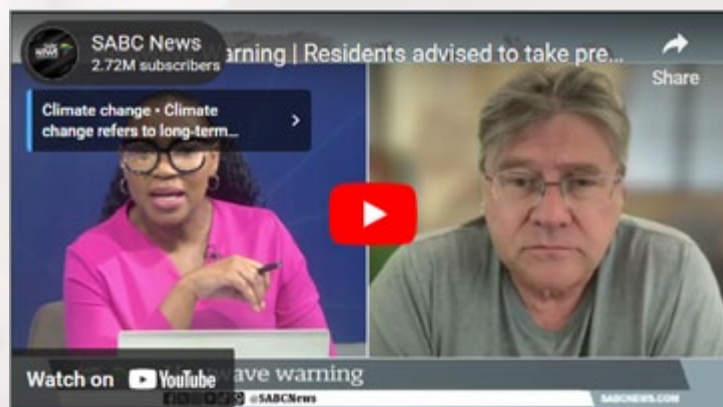 SABC News
2.72M subscribers
arning | Residents advised to take pre...
Share
Climate change • Climate
change refers to long-term...
Watch on YouTube
wave warning
@SABCNews
SABCNEWS.COM